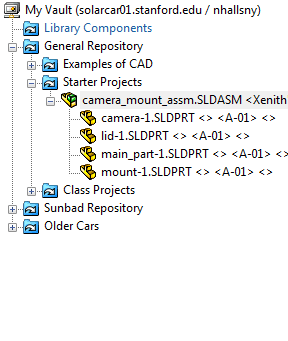 My Vault (solarcar01.stanford.edu / nhallsny)
Library Components
General Repository
Examples of CAD
Starter Projects
camera_mount_assm.SLDASM <Xenith
camera-1.SLDPRT <> <A-01> <>
lid-1.SLDPRT <> <A-01> <>
main_part-1.SLDPRT <> <A-01> <>
mount-1.SLDPRT <> <A-01> <>
Class Projects
Sunbad Repository
Older Cars